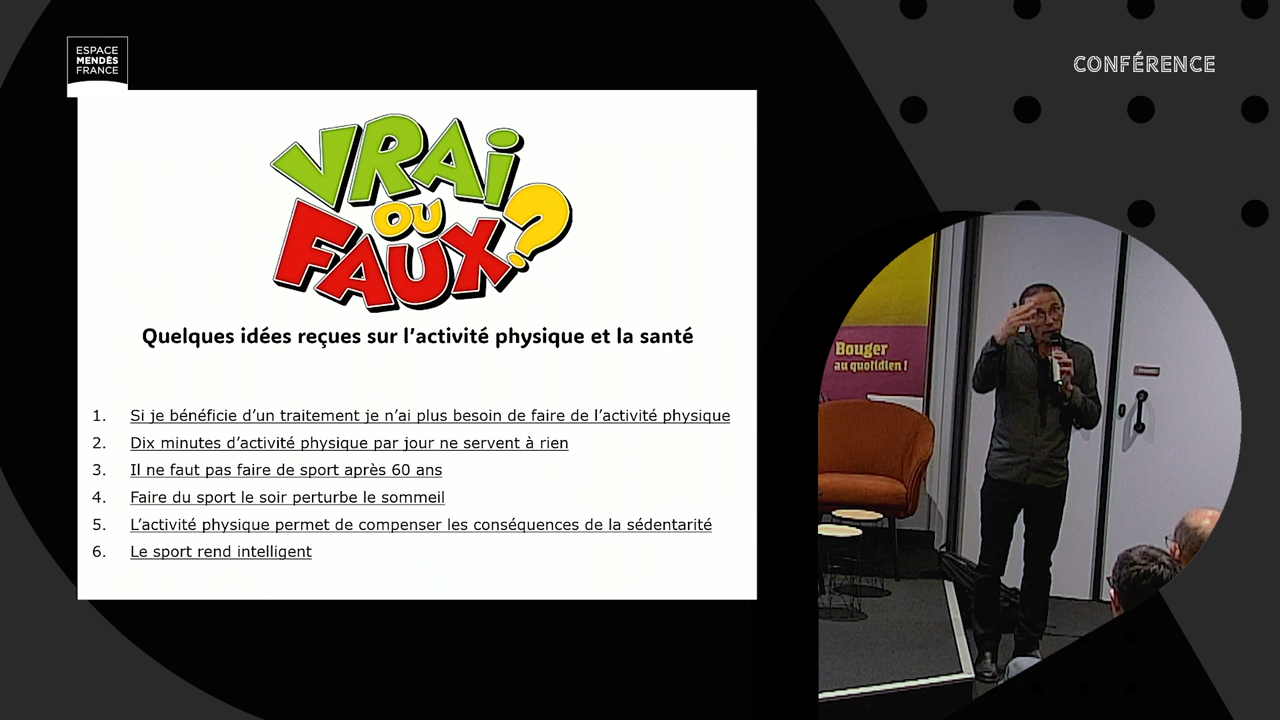 ESPACE
MENDÈS
FRANCE
CONFÉRENCE
VRAi
OU
FAUX?
Quelques idées reçues sur l'activité physique et la santé
1. Si je bénéficie d'un traitement je n'ai plus besoin de faire de l'activité physique
2. Dix minutes d'activité physique par jour ne servent à rien
3. Il ne faut pas faire de sport après 60 ans
4. Faire du sport le soir perturbe le sommeil
5. L'activité physique permet de compenser les conséquences de la sédentarité
6. Le sport rend intelligent
Bouger
au quotidien !